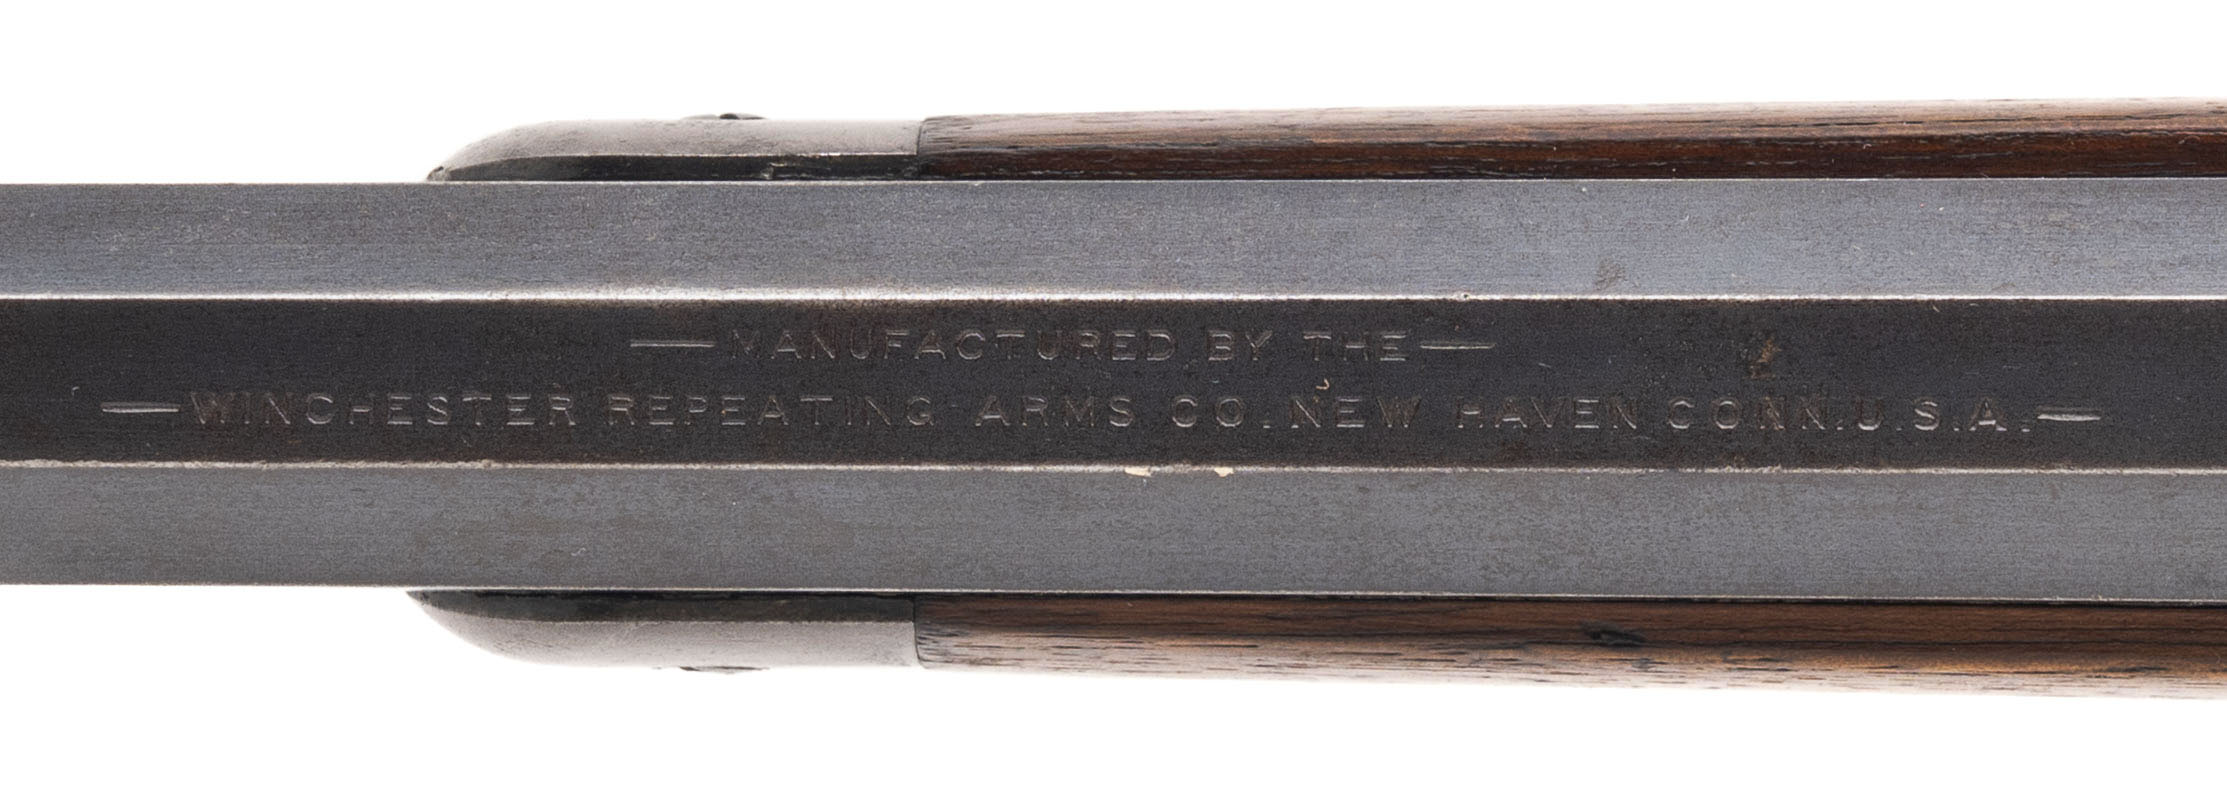 —MANUFACTURED BY THE—
—WINCHESTER REPEATING ARMS CO. NEW HAVEN CONN. U.S.A.—